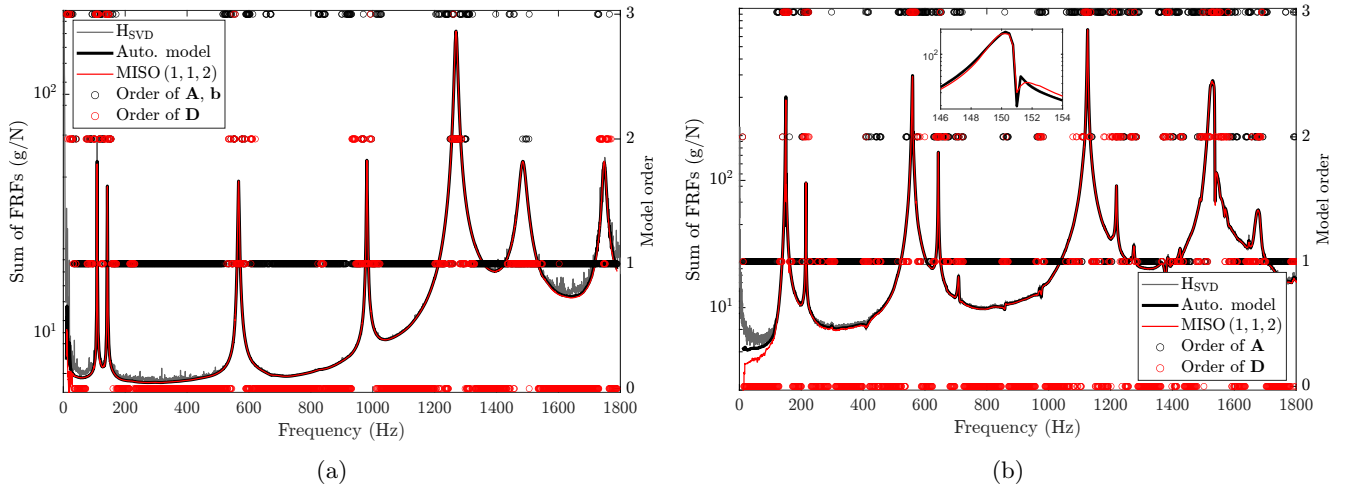 H_SVD
Auto. model
MISO (1, 1, 2)
Order of A, b
Order of D
10²
10¹
Sum of FRFs (g/N)
3
2
1
0
Model order
0 200 400 600 800 1000 1200 1400 1600 1800
Frequency (Hz)
(a)
10²
146 148 150 152 154
10²
10¹
Sum of FRFs (g/N)
3
2
1
0
Model order
H_SVD
Auto. model
MISO (1, 1, 2)
Order of A
Order of D
0 200 400 600 800 1000 1200 1400 1600 1800
Frequency (Hz)
(b)